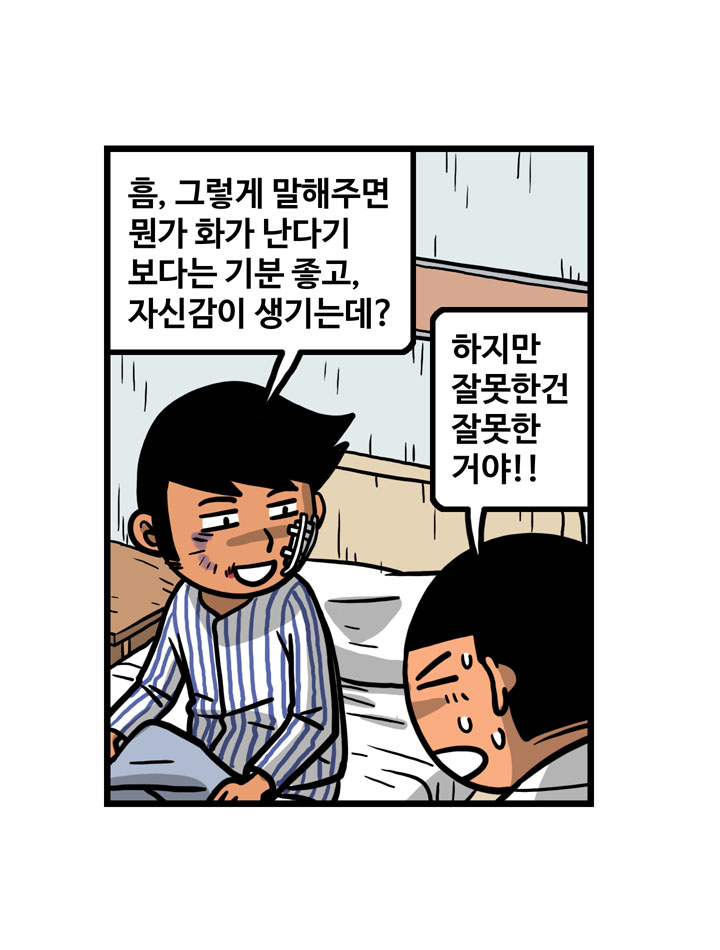 흠, 그렇게 말해주면
뭔가 화가 난다기
보다는 기분 좋고,
자신감이 생기는데?
하지만
잘못한건
잘못한
거야!!